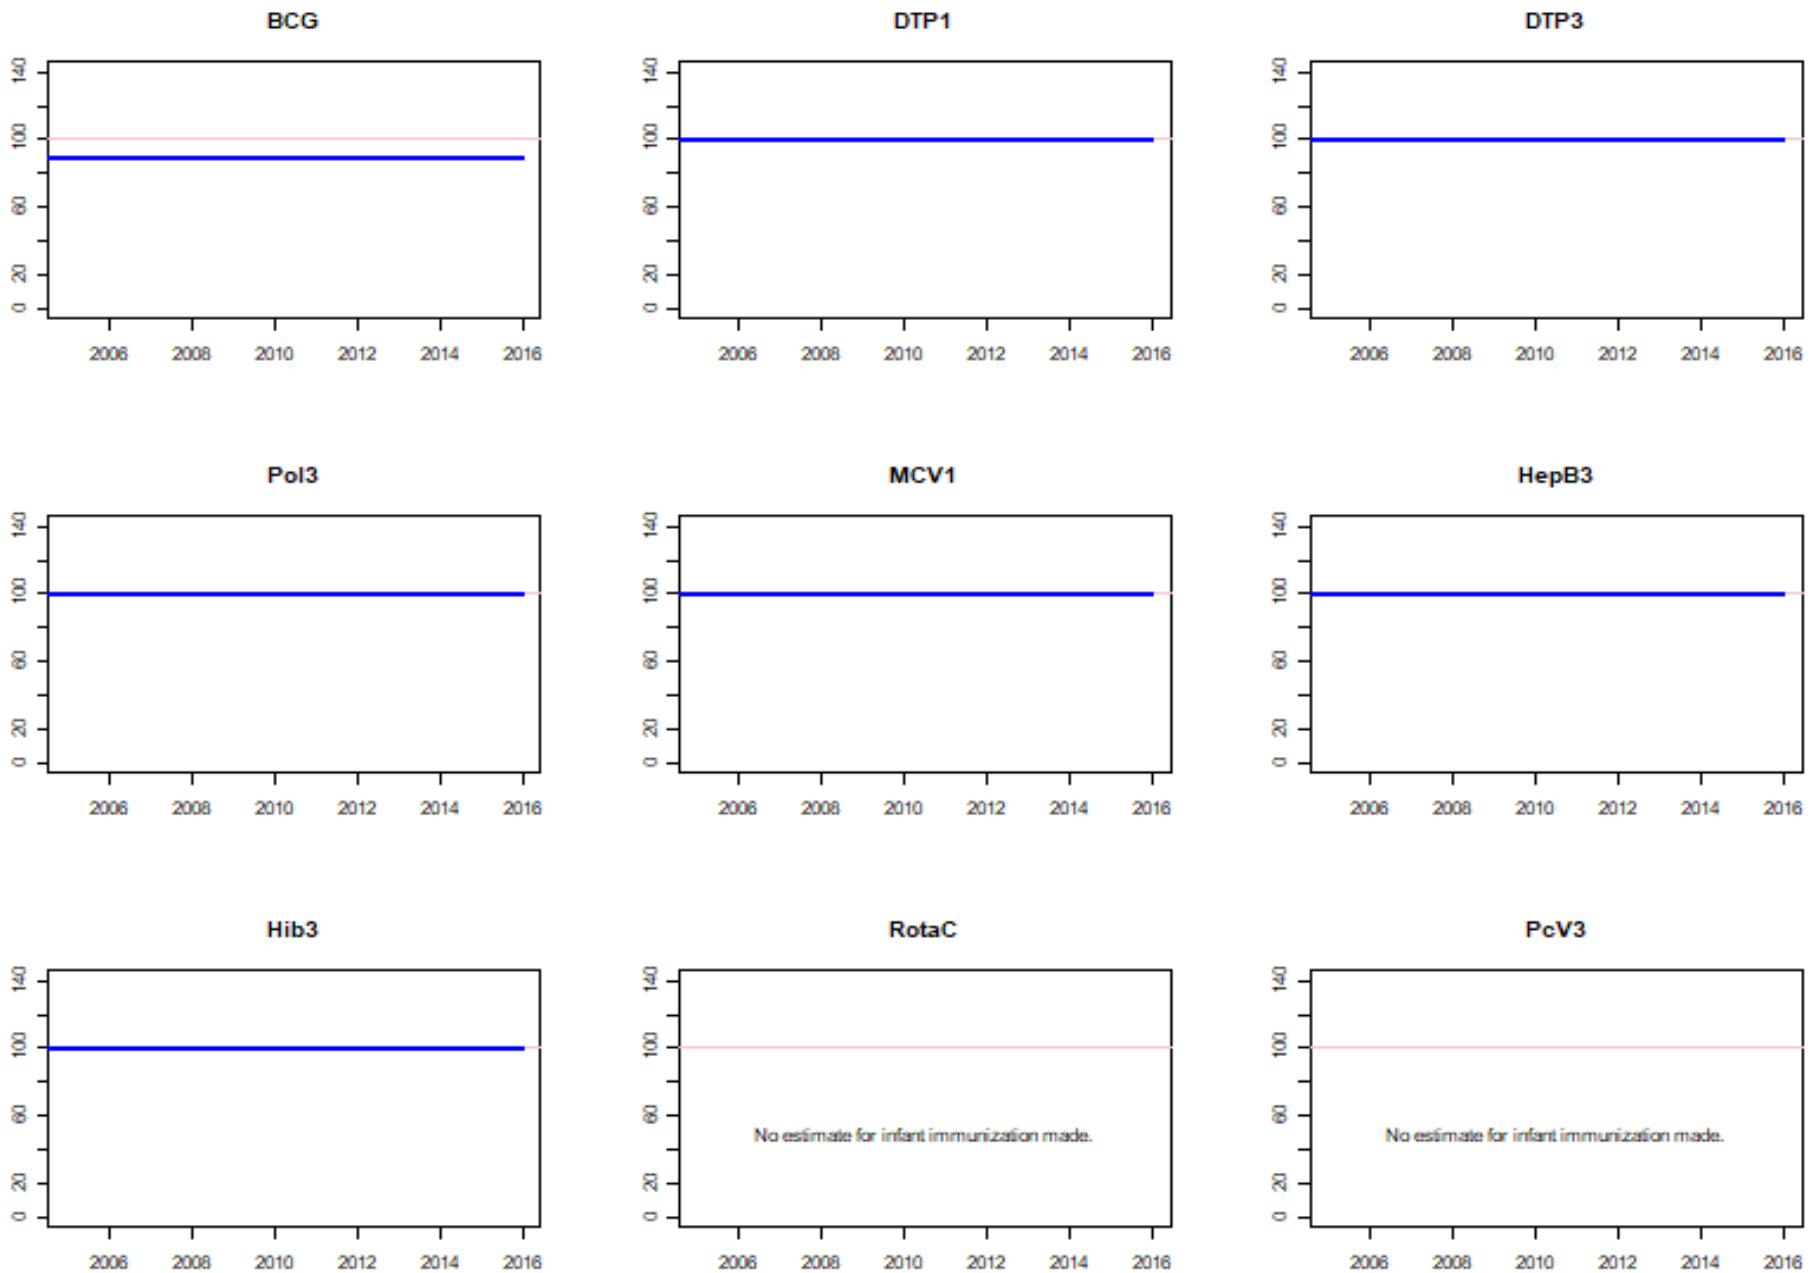 BCG DTP1 DTP3
140 140 140
100 100 100
60 60 60
20 20 20
0 0 0
2006 2008 2010 2012 2014 2016 2006 2008 2010 2012 2014 2016 2006 2008 2010 2012 2014 2016
Pol3 MCV1 HepB3
140 140 140
100 100 100
60 60 60
20 20 20
0 0 0
2006 2008 2010 2012 2014 2016 2006 2008 2010 2012 2014 2016 2006 2008 2010 2012 2014 2016
Hib3 RotaC PcV3
140 140 140
100 100 100
60 60 60
No estimate for infant immunization made. No estimate for infant immunization made.
20 20 20
0 0 0
2006 2008 2010 2012 2014 2016 2006 2008 2010 2012 2014 2016 2006 2008 2010 2012 2014 2016